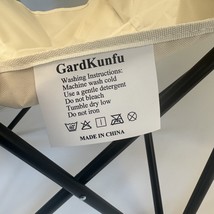 GardKunfu
Washing Instructions:
Machine wash cold
Use a gentle detergent
Do not bleach
Tumble dry low
Do not iron
MADE IN CHINA